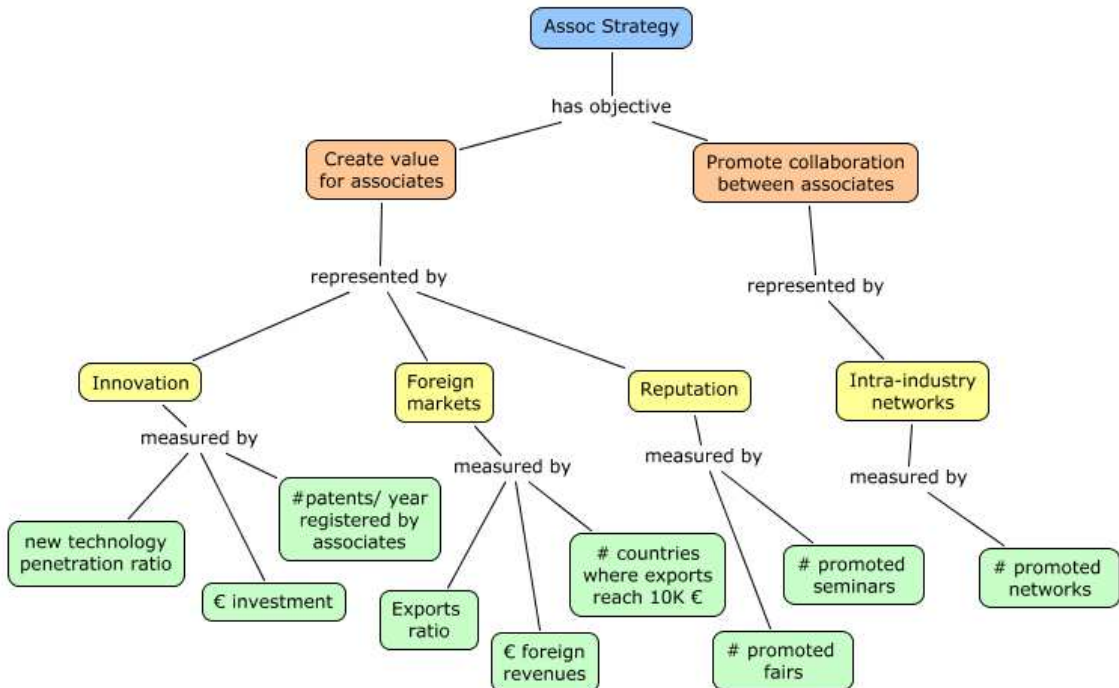 Assoc Strategy
has objective
Create value
for associates
Promote collaboration
between associates
represented by
represented by
Innovation
Foreign
markets
Reputation
Intra-industry
networks
measured by
measured by
measured by
measured by
new technology
penetration ratio
€ investment
#patents/ year
registered by
associates
Exports
ratio
€ foreign
revenues
# countries
where exports
reach 10K €
# promoted
fairs
# promoted
seminars
# promoted
networks